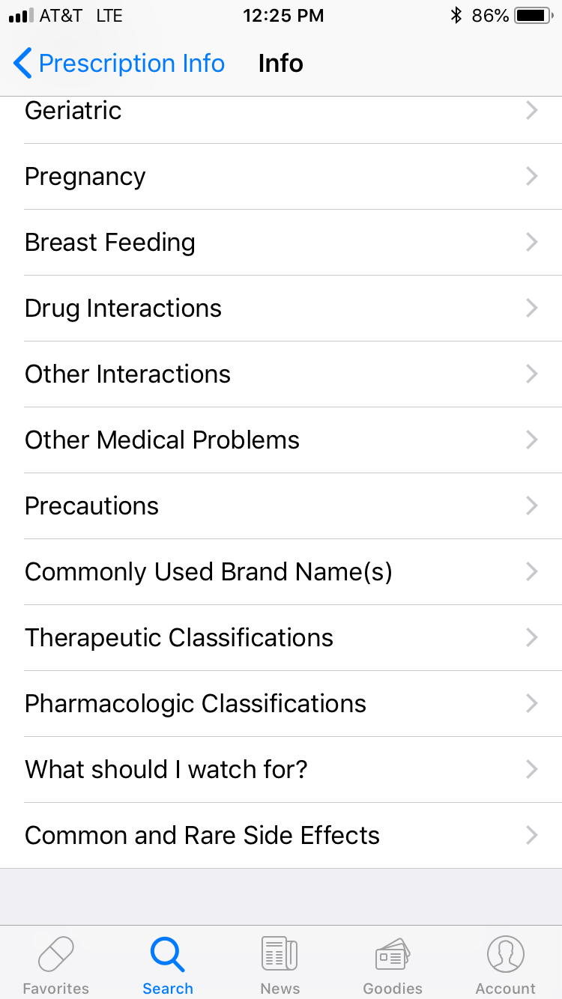 AT&T LTE 12:25 PM 86%
Prescription Info Info
Geriatric
Pregnancy
Breast Feeding
Drug Interactions
Other Interactions
Other Medical Problems
Precautions
Commonly Used Brand Name(s)
Therapeutic Classifications
Pharmacologic Classifications
What should I watch for?
Common and Rare Side Effects
Favorites Search News Goodies Account